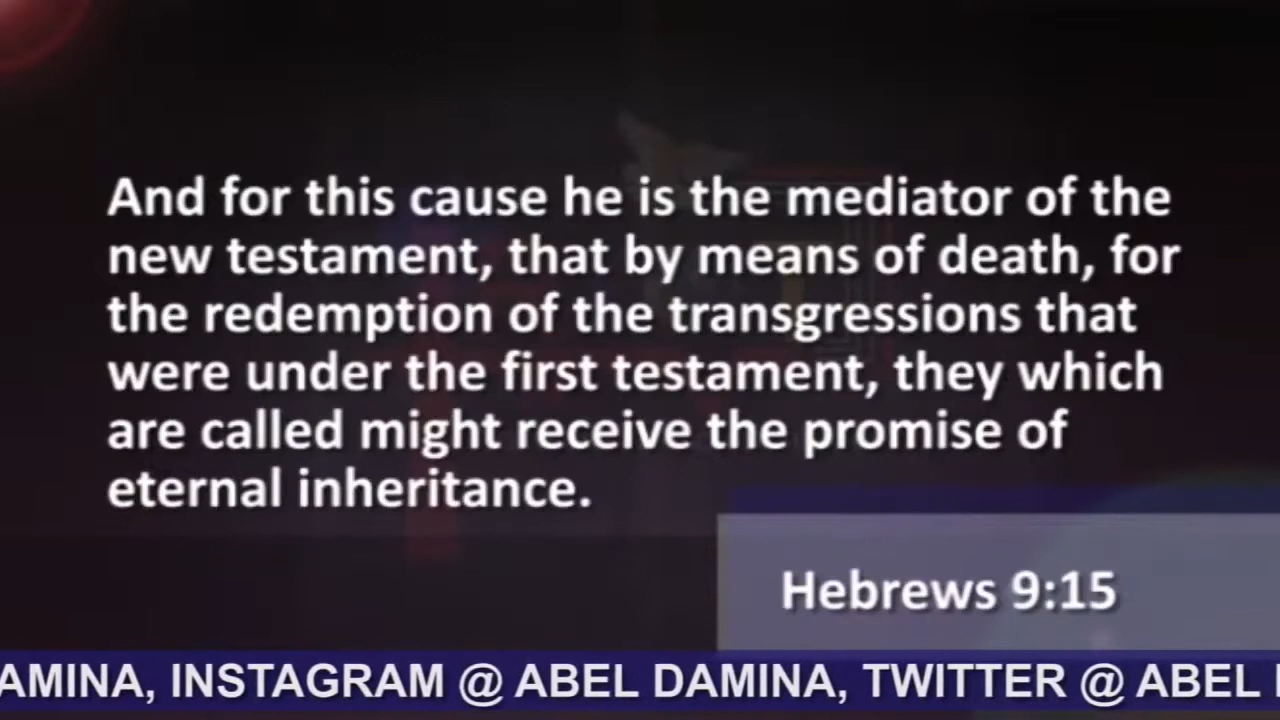 And for this cause he is the mediator of the
new testament, that by means of death, for
the redemption of the transgressions that
were under the first testament, they which
are called might receive the promise of
eternal inheritance.
Hebrews 9:15
AMINA, INSTAGRAM @ ABEL DAMINA, TWITTER @ ABEL